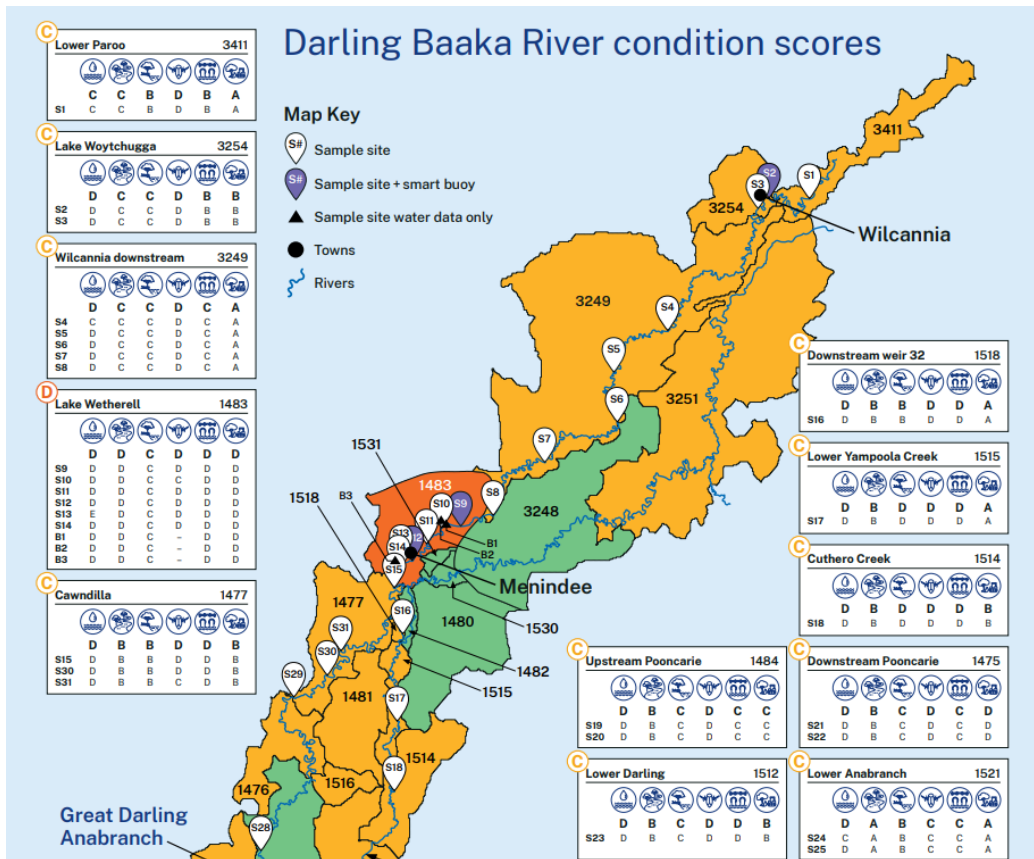 Darling Baaka River condition scores
C
Lower Paroo 3411
C C B D B A
S1 C C B D B A
C
Lake Woytchugga 3254
D C C D B B
S2 D C C D B B
S3 D C C D B B
C
Wilcannia downstream 3249
D C C D C A
S4 C C C D C A
S5 D C C D C A
S6 D C C D C A
S7 D C C D C A
S8 D C C D C A
D
Lake Wetherell 1483
D D C D D D
S9 D D C D D D
S10 D D C C D D
S11 D D C D D D
S12 D D C D D D
S13 E D C D D D
S14 D D C D D D
B1 D D C – D D
B2 D D C – D D
B3 D D C – D D
C
Cawndilla 1477
D B B D D B
S15 D B B D D B
S30 D B B D D B
S31 D B B C D B
Map Key
S# Sample site
S# Sample site + smart buoy
Sample site water data only
Towns
Rivers
3411
S1
S2
S3
3254
Wilcannia
3249
S4
S5
3251
S6
S7
1531
1483
S8
1518
B3
S10
S9
S11
3248
S13
12
B1
B2
S14
S15
Menindee
1477
S16
1480
1530
S31
S30
1482
S29
1481
1515
S17
1514
1516
S18
1476
Great Darling
Anabranch
S28
C
Downstream weir 32 1518
D B B D D A
S16 D B B D D A
C
Lower Yampoola Creek 1515
D B D D D A
S17 D B D D D A
C
Cuthero Creek 1514
D B D D D B
S18 D B D D D B
C
Upstream Pooncarie 1484
D B C D C C
S19 D B C D C C
S20 D B C D C C
C
Downstream Pooncarie 1475
D B C D C D
S21 D B C D C D
S22 D B C D C D
C
Lower Darling 1512
D B C D D B
S23 D B C D D B
C
Lower Anabranch 1521
D A B C C A
S24 C A B C C A
S25 D A B C C A